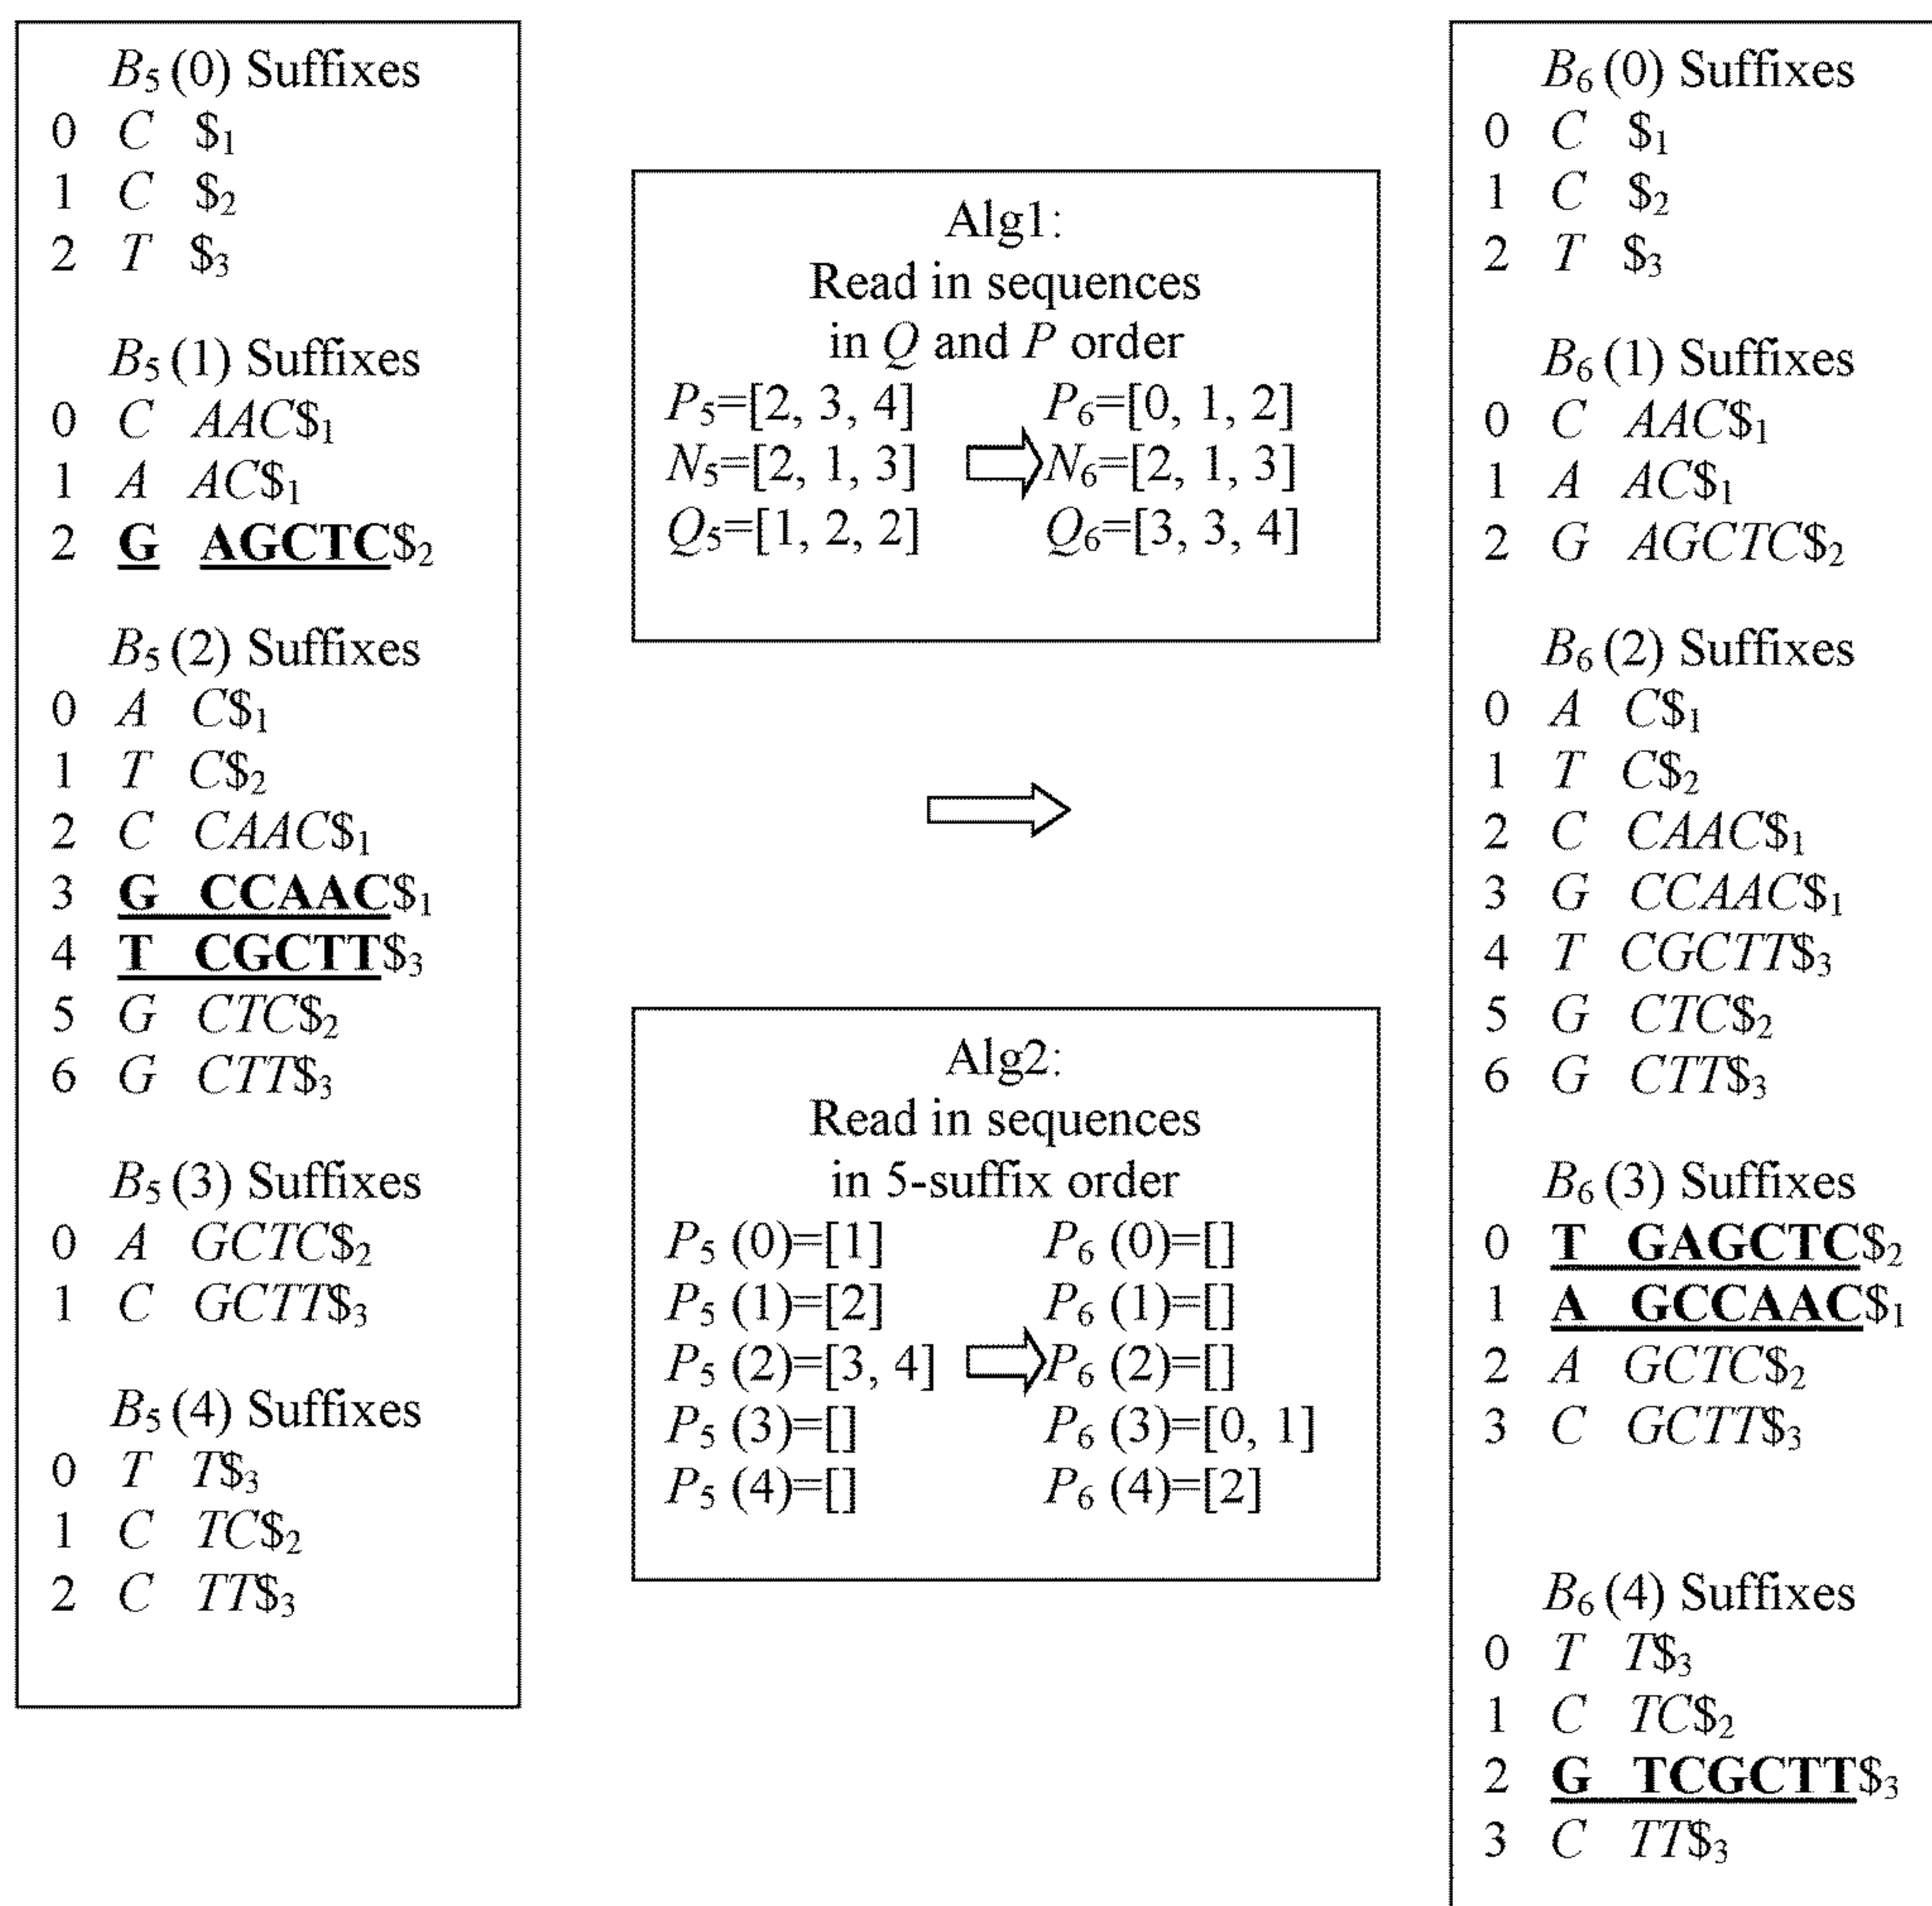 B₅ (0) Suffixes
0 C $₁
1 C $₂
2 T $₃
B₅ (1) Suffixes
0 C AAC$₁
1 A AC$₁
2 G AGCTC$₂
B₅ (2) Suffixes
0 A C$₁
1 T C$₂
2 C CAAC$₁
3 G CCAAC$₁
4 T CGCTT$₃
5 G CTC$₂
6 G CTT$₃
B₅ (3) Suffixes
0 A GCTC$₂
1 C GCTT$₃
B₅ (4) Suffixes
0 T T$₃
1 C TC$₂
2 C TT$₃
Alg1:
Read in sequences
in Q and P order
P₅=[2, 3, 4] P₆=[0, 1, 2]
N₅=[2, 1, 3] N₆=[2, 1, 3]
Q₅=[1, 2, 2] Q₆=[3, 3, 4]
Alg2:
Read in sequences
in 5-suffix order
P₅ (0)=[1] P₆ (0)=[]
P₅ (1)=[2] P₆ (1)=[]
P₅ (2)=[3, 4] P₆ (2)=[]
P₅ (3)=[] P₆ (3)=[0, 1]
P₅ (4)=[] P₆ (4)=[2]
B₆ (0) Suffixes
0 C $₁
1 C $₂
2 T $₃
B₆ (1) Suffixes
0 C AAC$₁
1 A AC$₁
2 G AGCTC$₂
B₆ (2) Suffixes
0 A C$₁
1 T C$₂
2 C CAAC$₁
3 G CCAAC$₁
4 T CGCTT$₃
5 G CTC$₂
6 G CTT$₃
B₆ (3) Suffixes
0 T GAGCTC$₂
1 A GCCAAC$₁
2 A GCTC$₂
3 C GCTT$₃
B₆ (4) Suffixes
0 T T$₃
1 C TC$₂
2 G TCGCTT$₃
3 C TT$₃